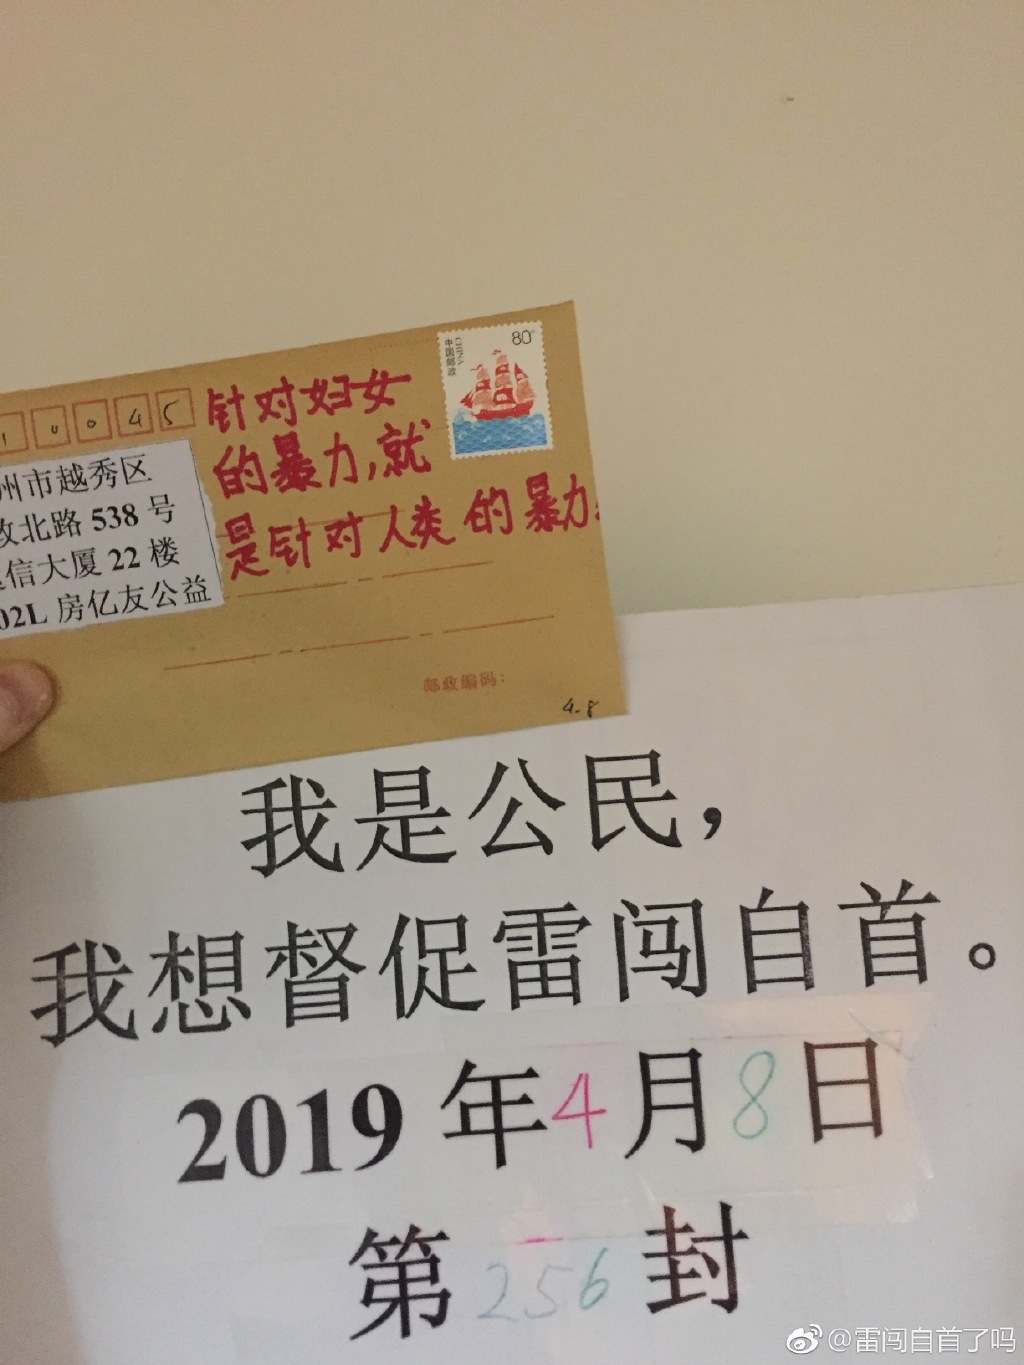 中国邮政
CHINA
80
1 0 0 4 5
针对妇女
的暴力,就
是针对人类的暴力.
州市越秀区
北路 538 号
信大厦 22 楼
02L 房亿友公益
邮政编码:
4-8
我是公民,
我想督促雷闯自首。
2019 年 4 月 8 日
第 256 封
@雷闯自首了吗